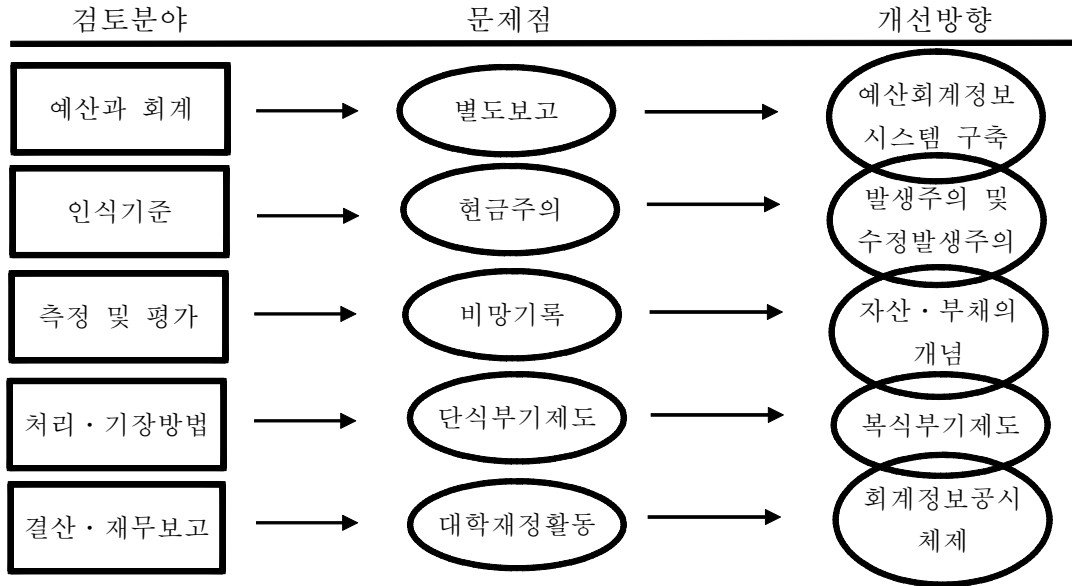 검토분야 문제점 개선방향
예산과 회계 별도보고 예산회계정보
시스템 구축
인식기준 현금주의 발생주의 및
수정발생주의
측정 및 평가 비망기록 자산・부채의
개념
처리・기장방법 단식부기제도 복식부기제도
결산・재무보고 대학재정활동 회계정보공시
체제